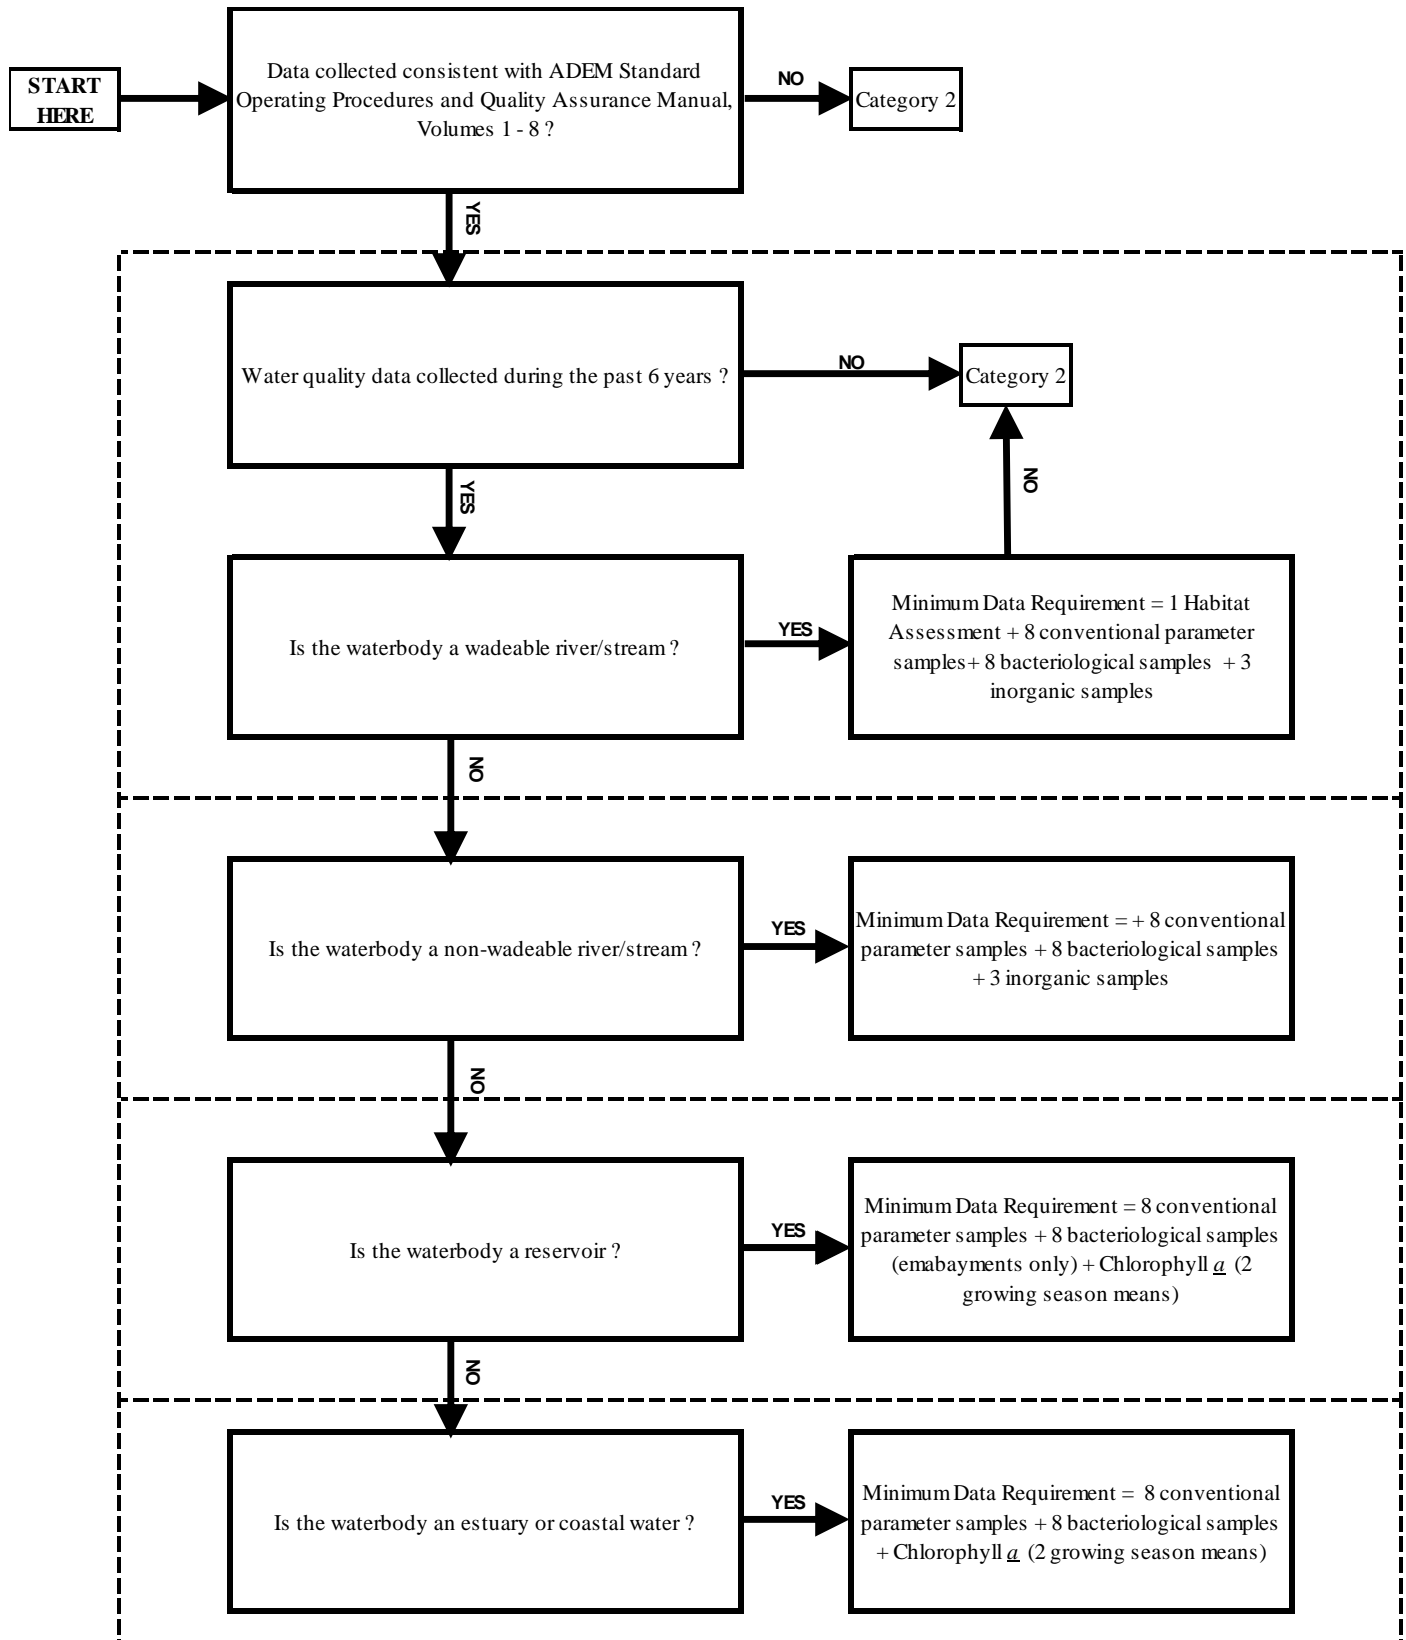 START
HERE
Data collected consistent with ADEM Standard
Operating Procedures and Quality Assurance Manual,
Volumes 1 - 8 ?
NO
Category 2
YES
Water quality data collected during the past 6 years ?
NO
Category 2
NO
YES
Is the waterbody a wadeable river/stream ?
YES
Minimum Data Requirement = 1 Habitat
Assessment + 8 conventional parameter
samples+ 8 bacteriological samples + 3
inorganic samples
NO
Is the waterbody a non-wadeable river/stream ?
YES
Minimum Data Requirement = + 8 conventional
parameter samples + 8 bacteriological samples
+ 3 inorganic samples
NO
Is the waterbody a reservoir ?
YES
Minimum Data Requirement = 8 conventional
parameter samples + 8 bacteriological samples
(emabayments only) + Chlorophyll a (2
growing season means)
NO
Is the waterbody an estuary or coastal water ?
YES
Minimum Data Requirement = 8 conventional
parameter samples + 8 bacteriological samples
+ Chlorophyll a (2 growing season means)